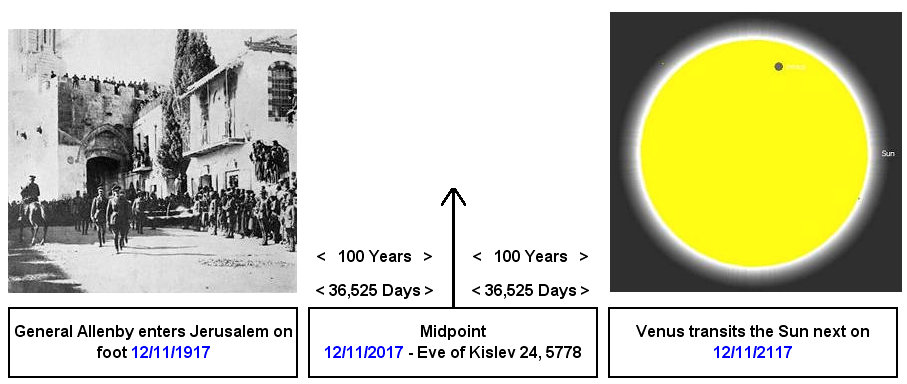 Venus
Sun
< 100 Years >
< 100 Years >
< 36,525 Days >
< 36,525 Days >
General Allenby enters Jerusalem on
foot 12/11/1917
Midpoint
12/11/2017 - Eve of Kislev 24, 5778
Venus transits the Sun next on
12/11/2117